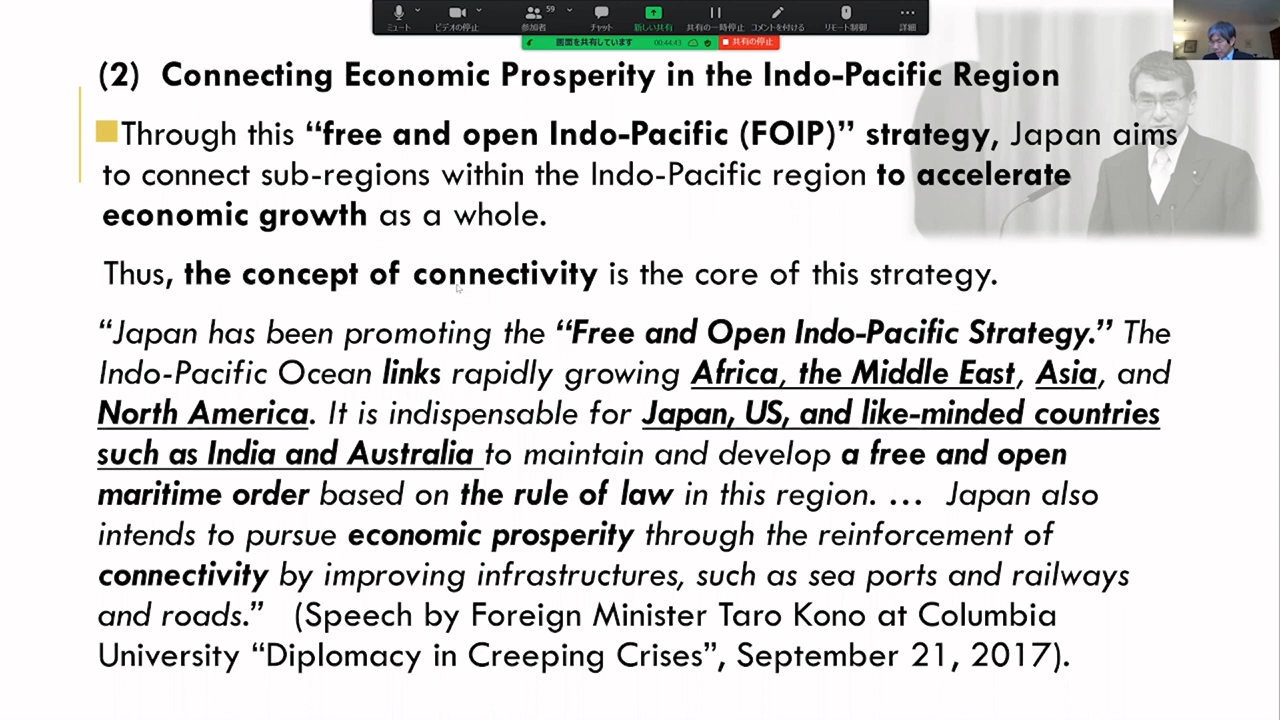 59
ミュート
ビデオの停止
参加者
チャット
新しい共有
共有の一時停止
コメントを付ける
リモート制御
詳細
画面を共有しています
00:44:43
共有の停止
(2) Connecting Economic Prosperity in the Indo-Pacific Region
Through this “free and open Indo-Pacific (FOIP)” strategy, Japan aims
to connect sub-regions within the Indo-Pacific region to accelerate
economic growth as a whole.
Thus, the concept of connectivity is the core of this strategy.
“Japan has been promoting the “Free and Open Indo-Pacific Strategy.” The
Indo-Pacific Ocean links rapidly growing Africa, the Middle East, Asia, and
North America. It is indispensable for Japan, US, and like-minded countries
such as India and Australia to maintain and develop a free and open
maritime order based on the rule of law in this region. … Japan also
intends to pursue economic prosperity through the reinforcement of
connectivity by improving infrastructures, such as sea ports and railways
and roads.” (Speech by Foreign Minister Taro Kono at Columbia
University “Diplomacy in Creeping Crises”, September 21, 2017).